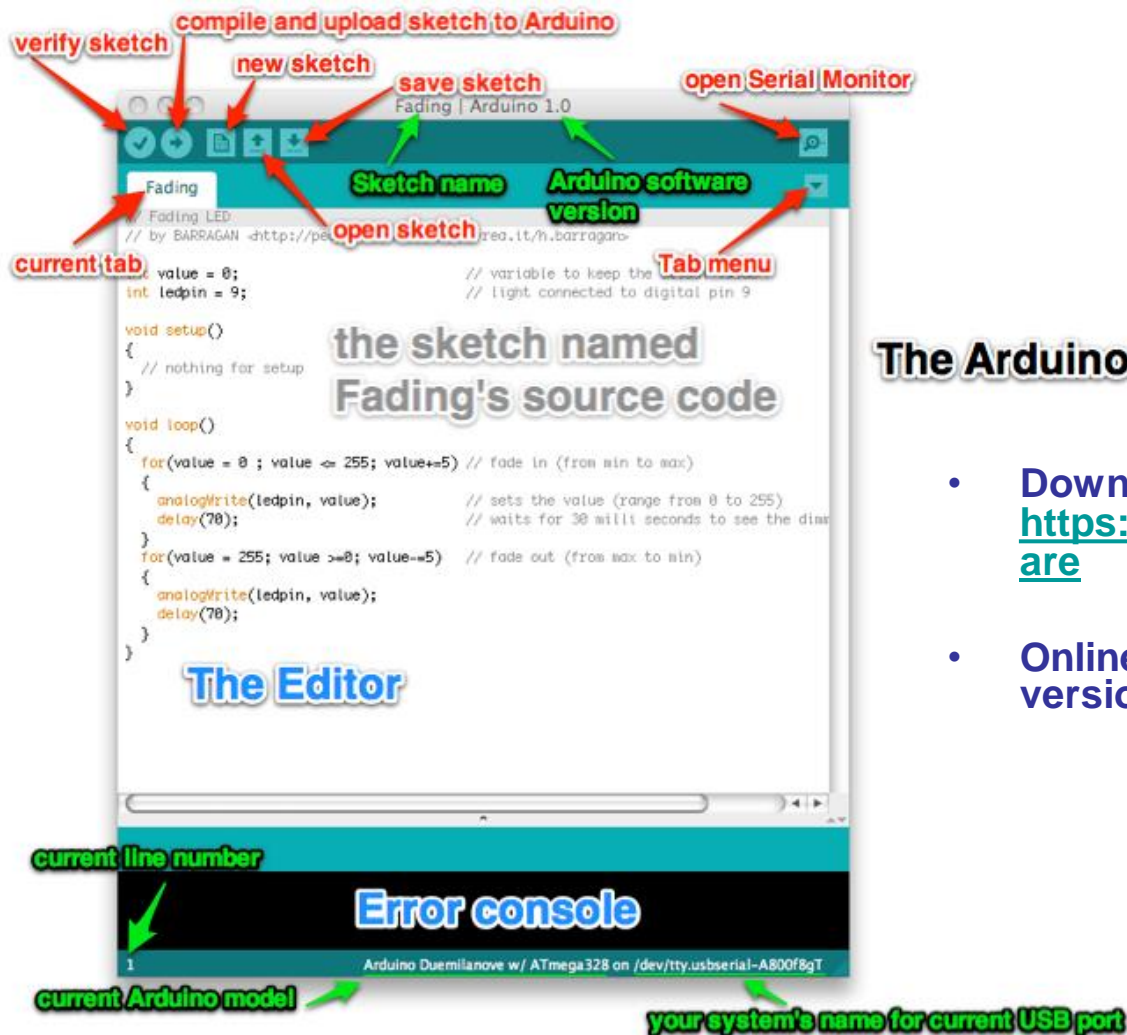 compile and upload sketch to Arduino
verify sketch
new sketch
save sketch
open Serial Monitor
Fading | Arduino 1.0
Sketch name
Arduino software
version
Fading
// Fading LED
open sketch
// by BARRAGAN <http://pe rea.it/h.barragan>
current tab
Tab menu
value = 0; // variable to keep the
int ledpin = 9; // light connected to digital pin 9
void setup()
{
// nothing for setup
}
the sketch named
Fading's source code
The Arduino
void loop()
{
for(value = 0 ; value <= 255; value+=5) // fade in (from min to max)
{
analogWrite(ledpin, value); // sets the value (range from 0 to 255)
delay(70); // waits for 30 milli seconds to see the dimm
}
for(value = 255; value >=0; value-=5) // fade out (from max to min)
{
analogWrite(ledpin, value);
delay(70);
}
}
• Down
https:
are
• Online
versio
The Editor
current line number
Error console
1
Arduino Duemilanove w/ ATmega328 on /dev/tty.usbserial-A800f8gT
current Arduino model
your system's name for current USB port